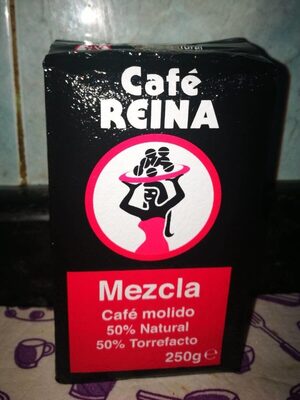 Café
REINA
Mezcla
Café molido
50% Natural
50% Torrefacto
250g e